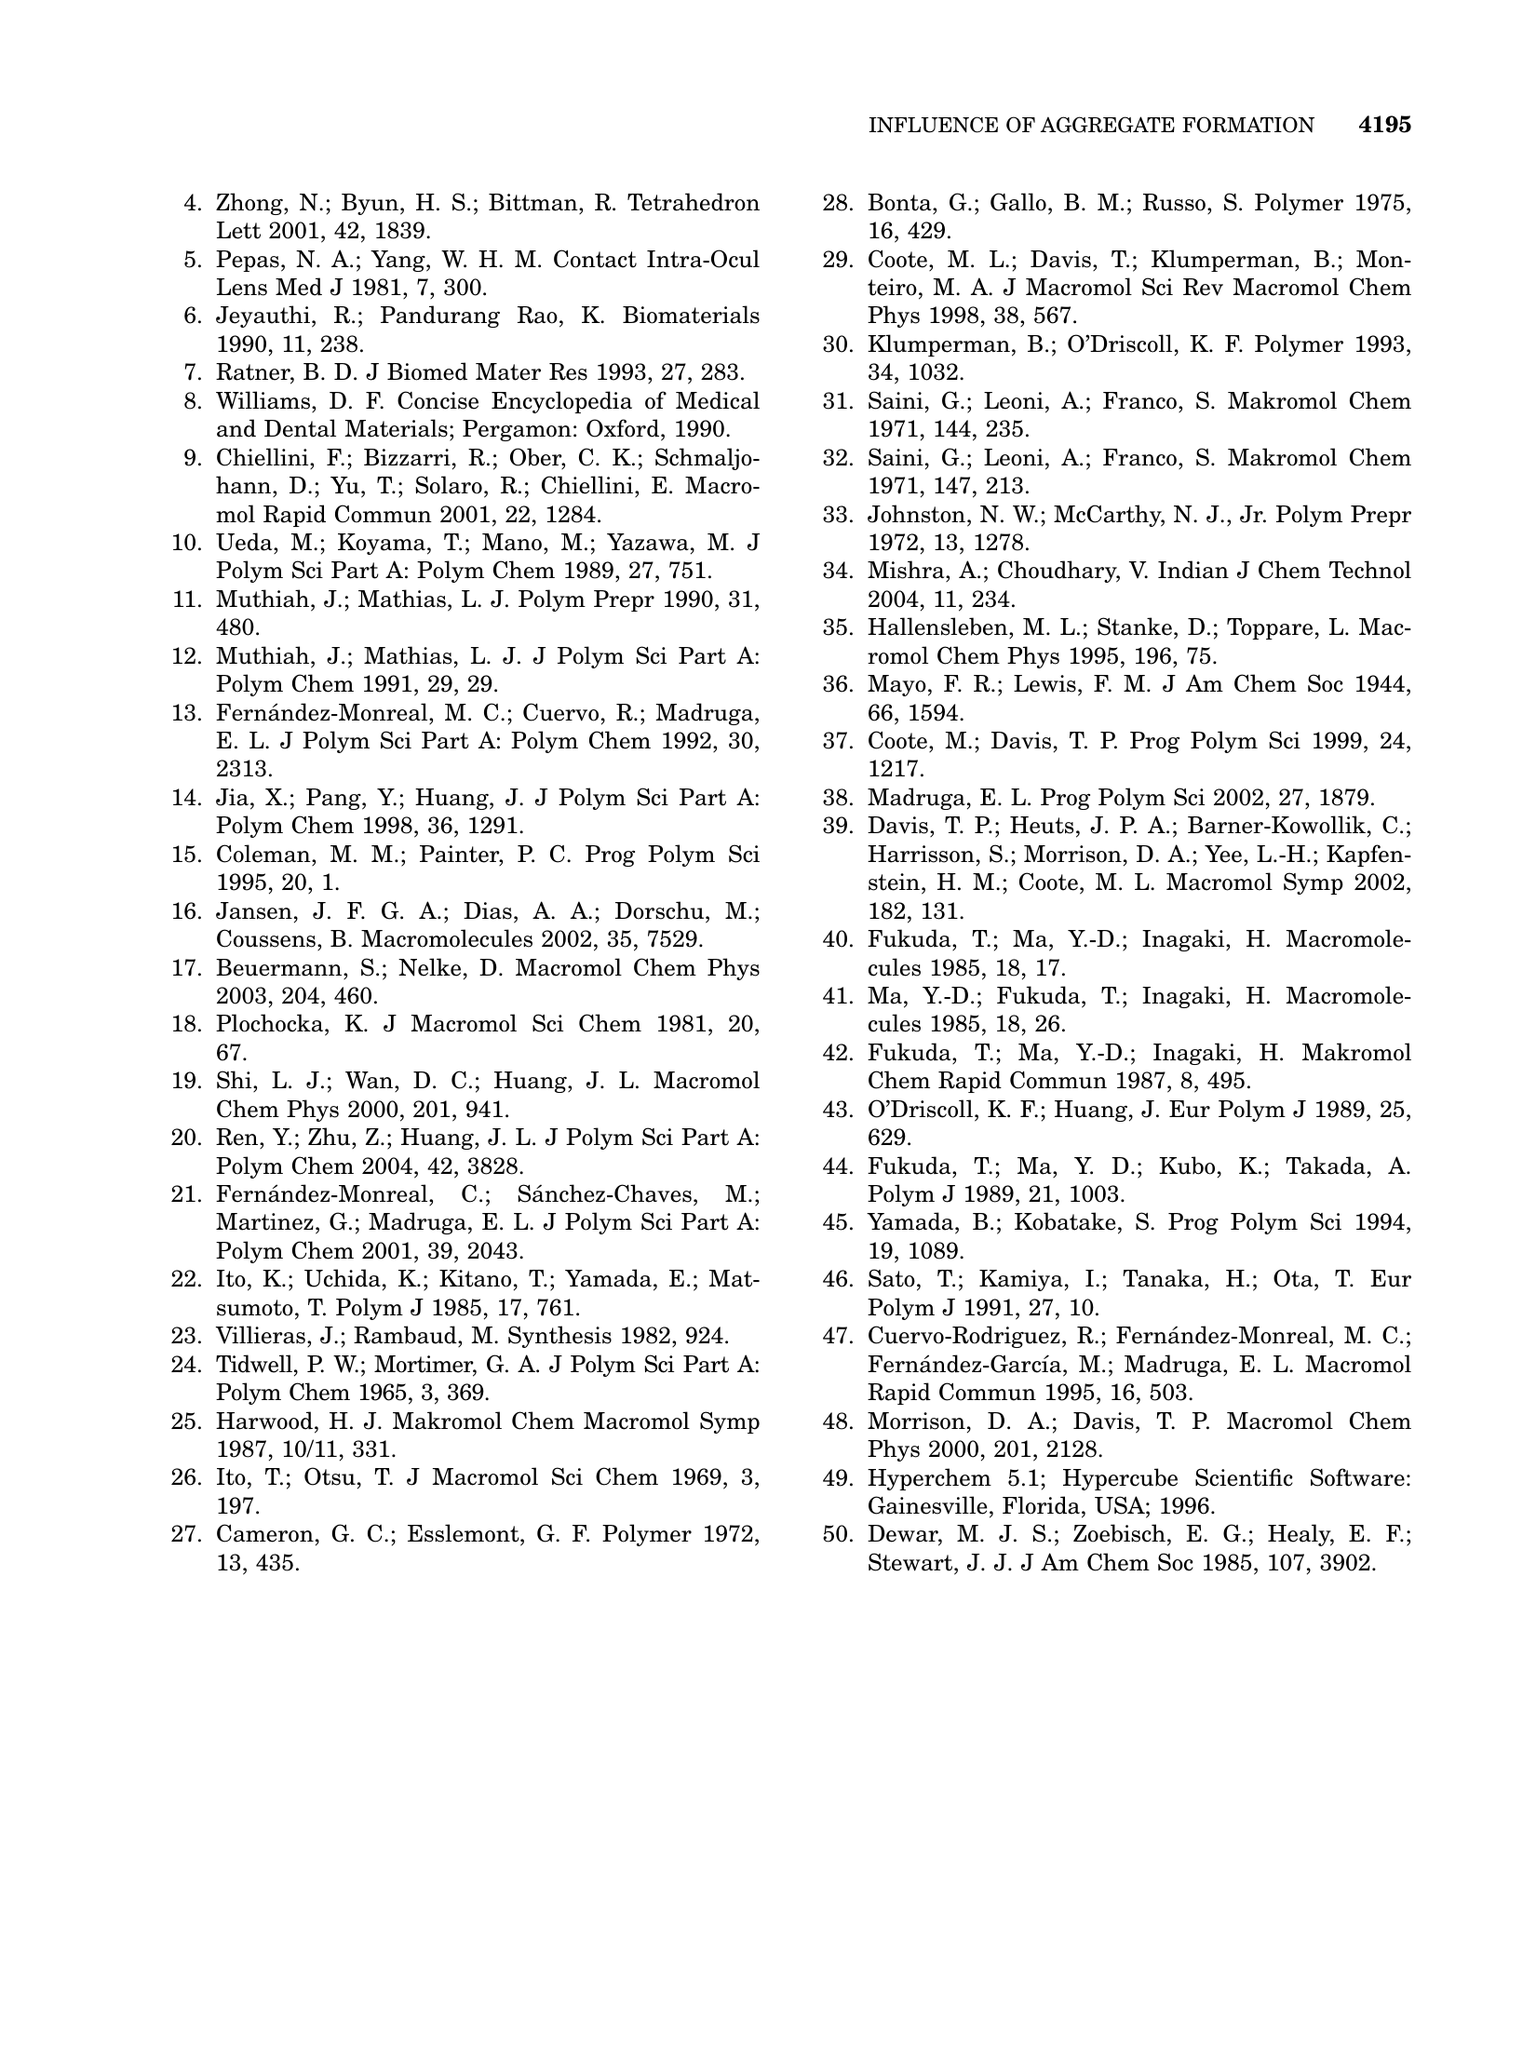 INFLUENCE OF AGGREGATE FORMATION 4195
4. Zhong, N.; Byun, H. S.; Bittman, R. Tetrahedron
Lett 2001, 42, 1839.
5. Pepas, N. A.; Yang, W. H. M. Contact Intra-Ocul
Lens Med J 1981, 7, 300.
6. Jeyauthi, R.; Pandurang Rao, K. Biomaterials
1990, 11, 238.
7. Ratner, B. D. J Biomed Mater Res 1993, 27, 283.
8. Williams, D. F. Concise Encyclopedia of Medical
and Dental Materials; Pergamon: Oxford, 1990.
9. Chiellini, F.; Bizzarri, R.; Ober, C. K.; Schmaljo-
hann, D.; Yu, T.; Solaro, R.; Chiellini, E. Macro-
mol Rapid Commun 2001, 22, 1284.
10. Ueda, M.; Koyama, T.; Mano, M.; Yazawa, M. J
Polym Sci Part A: Polym Chem 1989, 27, 751.
11. Muthiah, J.; Mathias, L. J. Polym Prepr 1990, 31,
480.
12. Muthiah, J.; Mathias, L. J. J Polym Sci Part A:
Polym Chem 1991, 29, 29.
13. Fernández-Monreal, M. C.; Cuervo, R.; Madruga,
E. L. J Polym Sci Part A: Polym Chem 1992, 30,
2313.
14. Jia, X.; Pang, Y.; Huang, J. J Polym Sci Part A:
Polym Chem 1998, 36, 1291.
15. Coleman, M. M.; Painter, P. C. Prog Polym Sci
1995, 20, 1.
16. Jansen, J. F. G. A.; Dias, A. A.; Dorschu, M.;
Coussens, B. Macromolecules 2002, 35, 7529.
17. Beuermann, S.; Nelke, D. Macromol Chem Phys
2003, 204, 460.
18. Plochocka, K. J Macromol Sci Chem 1981, 20,
67.
19. Shi, L. J.; Wan, D. C.; Huang, J. L. Macromol
Chem Phys 2000, 201, 941.
20. Ren, Y.; Zhu, Z.; Huang, J. L. J Polym Sci Part A:
Polym Chem 2004, 42, 3828.
21. Fernández-Monreal, C.; Sánchez-Chaves, M.;
Martinez, G.; Madruga, E. L. J Polym Sci Part A:
Polym Chem 2001, 39, 2043.
22. Ito, K.; Uchida, K.; Kitano, T.; Yamada, E.; Mat-
sumoto, T. Polym J 1985, 17, 761.
23. Villieras, J.; Rambaud, M. Synthesis 1982, 924.
24. Tidwell, P. W.; Mortimer, G. A. J Polym Sci Part A:
Polym Chem 1965, 3, 369.
25. Harwood, H. J. Makromol Chem Macromol Symp
1987, 10/11, 331.
26. Ito, T.; Otsu, T. J Macromol Sci Chem 1969, 3,
197.
27. Cameron, G. C.; Esslemont, G. F. Polymer 1972,
13, 435.
28. Bonta, G.; Gallo, B. M.; Russo, S. Polymer 1975,
16, 429.
29. Coote, M. L.; Davis, T.; Klumperman, B.; Mon-
teiro, M. A. J Macromol Sci Rev Macromol Chem
Phys 1998, 38, 567.
30. Klumperman, B.; O'Driscoll, K. F. Polymer 1993,
34, 1032.
31. Saini, G.; Leoni, A.; Franco, S. Makromol Chem
1971, 144, 235.
32. Saini, G.; Leoni, A.; Franco, S. Makromol Chem
1971, 147, 213.
33. Johnston, N. W.; McCarthy, N. J., Jr. Polym Prepr
1972, 13, 1278.
34. Mishra, A.; Choudhary, V. Indian J Chem Technol
2004, 11, 234.
35. Hallensleben, M. L.; Stanke, D.; Toppare, L. Mac-
romol Chem Phys 1995, 196, 75.
36. Mayo, F. R.; Lewis, F. M. J Am Chem Soc 1944,
66, 1594.
37. Coote, M.; Davis, T. P. Prog Polym Sci 1999, 24,
1217.
38. Madruga, E. L. Prog Polym Sci 2002, 27, 1879.
39. Davis, T. P.; Heuts, J. P. A.; Barner-Kowollik, C.;
Harrisson, S.; Morrison, D. A.; Yee, L.-H.; Kapfen-
stein, H. M.; Coote, M. L. Macromol Symp 2002,
182, 131.
40. Fukuda, T.; Ma, Y.-D.; Inagaki, H. Macromole-
cules 1985, 18, 17.
41. Ma, Y.-D.; Fukuda, T.; Inagaki, H. Macromole-
cules 1985, 18, 26.
42. Fukuda, T.; Ma, Y.-D.; Inagaki, H. Makromol
Chem Rapid Commun 1987, 8, 495.
43. O'Driscoll, K. F.; Huang, J. Eur Polym J 1989, 25,
629.
44. Fukuda, T.; Ma, Y. D.; Kubo, K.; Takada, A.
Polym J 1989, 21, 1003.
45. Yamada, B.; Kobatake, S. Prog Polym Sci 1994,
19, 1089.
46. Sato, T.; Kamiya, I.; Tanaka, H.; Ota, T. Eur
Polym J 1991, 27, 10.
47. Cuervo-Rodriguez, R.; Fernández-Monreal, M. C.;
Fernández-García, M.; Madruga, E. L. Macromol
Rapid Commun 1995, 16, 503.
48. Morrison, D. A.; Davis, T. P. Macromol Chem
Phys 2000, 201, 2128.
49. Hyperchem 5.1; Hypercube Scientific Software:
Gainesville, Florida, USA; 1996.
50. Dewar, M. J. S.; Zoebisch, E. G.; Healy, E. F.;
Stewart, J. J. J Am Chem Soc 1985, 107, 3902.